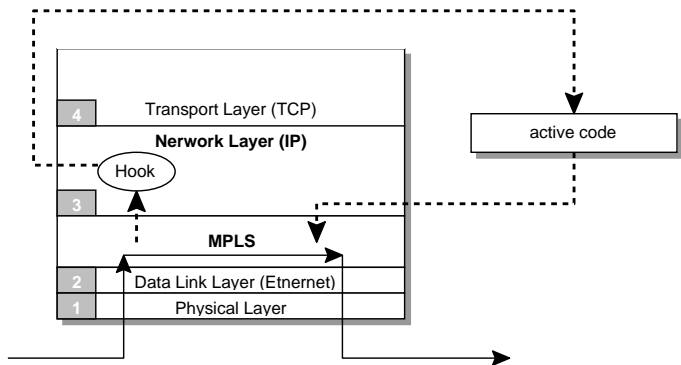 4 Transport Layer (TCP)
active code
Nerwork Layer (IP)
Hook
3
MPLS
2 Data Link Layer (Etnernet)
1 Physical Layer